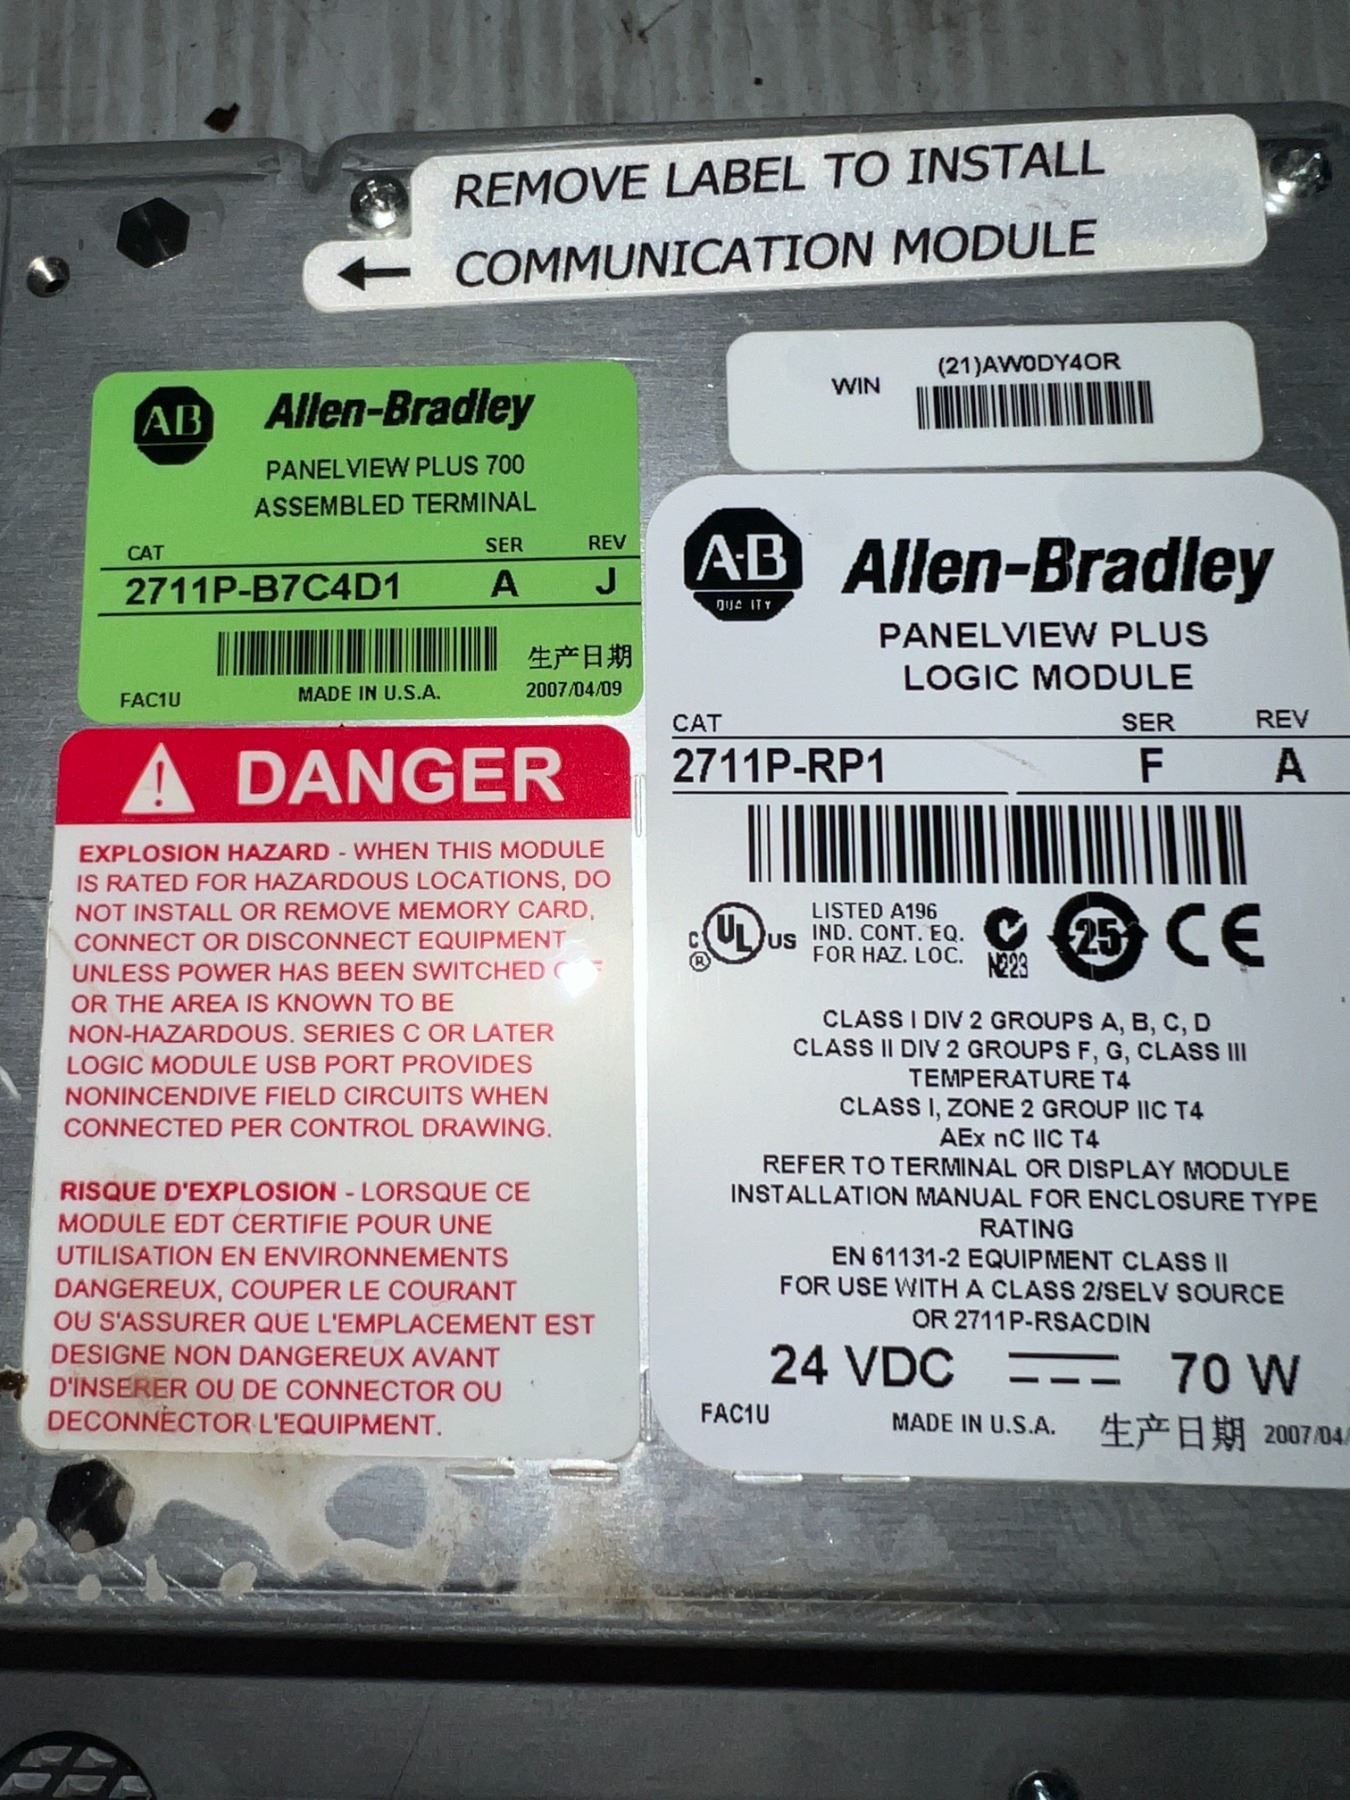 REMOVE LABEL TO INSTALL
← COMMUNICATION MODULE
WIN
(21)AW0DY4OR
AB
Allen-Bradley
PANELVIEW PLUS 700
ASSEMBLED TERMINAL
CAT SER REV
2711P-B7C4D1 A J
生产日期
FAC1U MADE IN U.S.A. 2007/04/09
DANGER
EXPLOSION HAZARD - WHEN THIS MODULE
IS RATED FOR HAZARDOUS LOCATIONS, DO
NOT INSTALL OR REMOVE MEMORY CARD,
CONNECT OR DISCONNECT EQUIPMENT
UNLESS POWER HAS BEEN SWITCHED
OR THE AREA IS KNOWN TO BE
NON-HAZARDOUS. SERIES C OR LATER
LOGIC MODULE USB PORT PROVIDES
NONINCENDIVE FIELD CIRCUITS WHEN
CONNECTED PER CONTROL DRAWING.
RISQUE D'EXPLOSION - LORSQUE CE
MODULE EDT CERTIFIE POUR UNE
UTILISATION EN ENVIRONNEMENTS
DANGEREUX, COUPER LE COURANT
OU S'ASSURER QUE L'EMPLACEMENT EST
DESIGNE NON DANGEREUX AVANT
D'INSERER OU DE CONNECTOR OU
DECONNECTOR L'EQUIPMENT.
A-B
QUALITY
Allen-Bradley
PANELVIEW PLUS
LOGIC MODULE
CAT SER REV
2711P-RP1 F A
C UL US ®
LISTED A196
IND. CONT. EQ.
FOR HAZ. LOC.
N223
25
CE
CLASS I DIV 2 GROUPS A, B, C, D
CLASS II DIV 2 GROUPS F, G, CLASS III
TEMPERATURE T4
CLASS I, ZONE 2 GROUP IIC T4
AEx nC IIC T4
REFER TO TERMINAL OR DISPLAY MODULE
INSTALLATION MANUAL FOR ENCLOSURE TYPE
RATING
EN 61131-2 EQUIPMENT CLASS II
FOR USE WITH A CLASS 2/SELV SOURCE
OR 2711P-RSACDIN
24 VDC 70 W
FAC1U MADE IN U.S.A. 生产日期 2007/04/